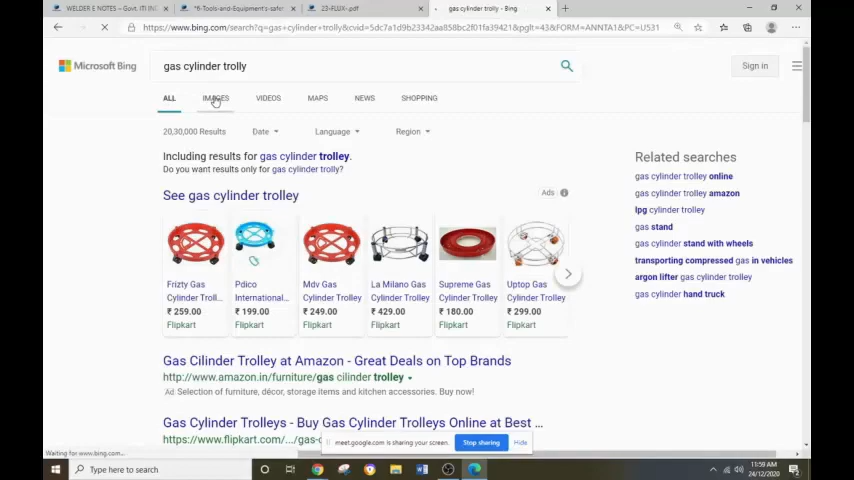 WELDER E NOTES – Govt. ITI (NC
*6-Tools-and-Equipment's-safe
23-FLUX-.pdf
gas cylinder trolly - Bing
https://www.bing.com/search?q=gas+cylinder+trolly&cvid=5dc7a1d9b23342aa858bc2f01fa39421&pglt=43&FORM=ANNTA1&PC=U531
Microsoft Bing
gas cylinder trolly
Sign in
ALL IMAGES VIDEOS MAPS NEWS SHOPPING
20,30,000 Results Date Language Region
Including results for gas cylinder trolley.
Do you want results only for gas cylinder trolly?
See gas cylinder trolley
Ads
Frizty Gas Cylinder Troll...
₹ 259.00
Flipkart
Pdico International...
₹ 199.00
Flipkart
Mdv Gas Cylinder Trolley
₹ 249.00
Flipkart
La Milano Gas Cylinder Trolley
₹ 429.00
Flipkart
Supreme Gas Cylinder Trolley
₹ 180.00
Flipkart
Uptop Gas Cylinder Trolley
₹ 299.00
Flipkart
Gas Cilinder Trolley at Amazon - Great Deals on Top Brands
http://www.amazon.in/furniture/gas cilinder trolley
Ad Selection of furniture, décor, storage items and kitchen accessories. Buy now!
Gas Cylinder Trolleys - Buy Gas Cylinder Trolleys Online at Best ...
https://www.flipkart.com/.../gas-c
Related searches
gas cylinder trolley online
gas cylinder trolley amazon
lpg cylinder trolley
gas stand
gas cylinder stand with wheels
transporting compressed gas in vehicles
argon lifter gas cylinder trolley
gas cylinder hand truck
meet.google.com is sharing your screen.
Stop sharing
Hide
Waiting for www.bing.com...
Type here to search
11:59 AM
24/12/2020